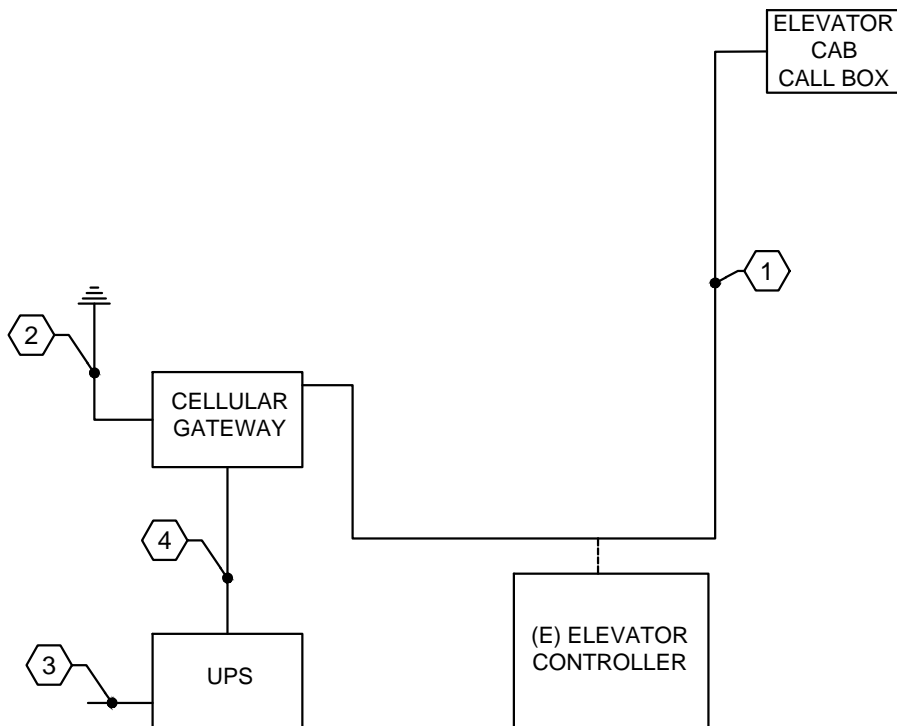 ELEVATOR
CAB
CALL BOX
1
2
CELLULAR
GATEWAY
4
(E) ELEVATOR
CONTROLLER
3
UPS